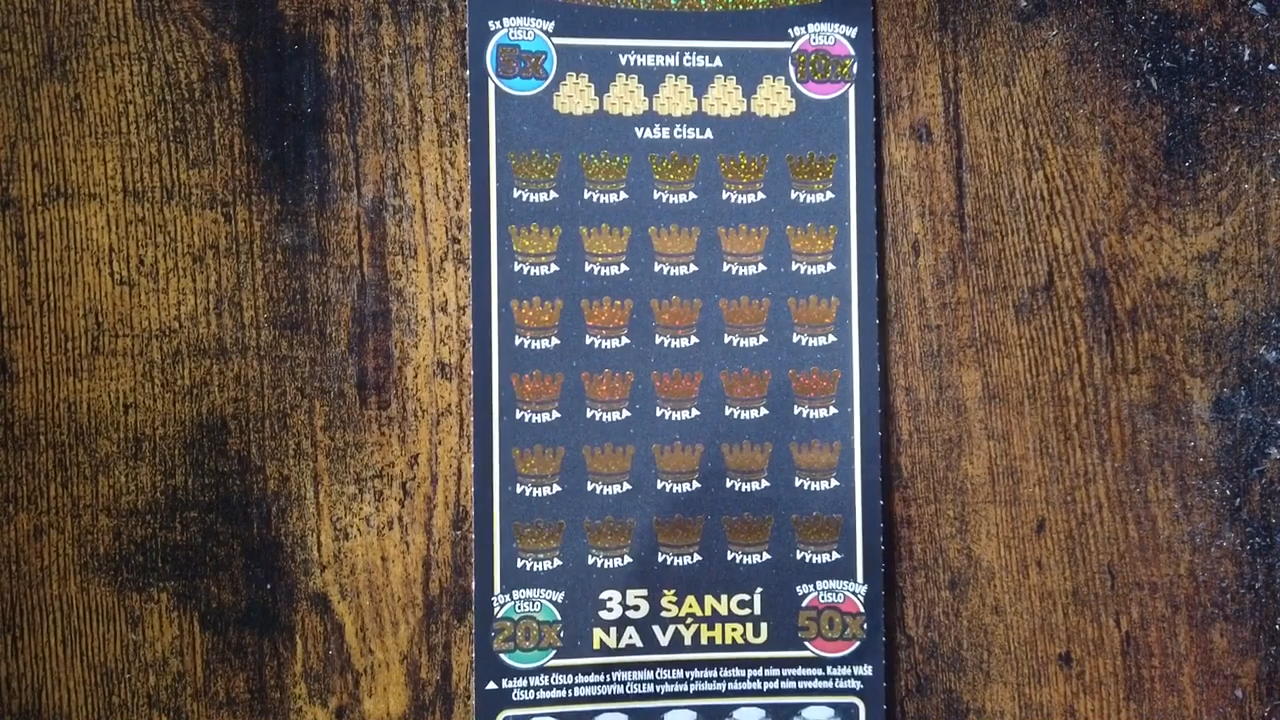 5x BONUSOVÉ
ČÍSLO
5x
10x BONUSOVÉ
ČÍSLO
10x
VÝHERNÍ ČÍSLA
VAŠE ČÍSLA
VÝHRA VÝHRA VÝHRA VÝHRA VÝHRA
VÝHRA VÝHRA VÝHRA VÝHRA VÝHRA
VÝHRA VÝHRA VÝHRA VÝHRA VÝHRA
VÝHRA VÝHRA VÝHRA VÝHRA VÝHRA
VÝHRA VÝHRA VÝHRA VÝHRA VÝHRA
VÝHRA VÝHRA VÝHRA VÝHRA VÝHRA
20x BONUSOVÉ
ČÍSLO
20x
35 ŠANCÍ
NA VÝHRU
50x BONUSOVÉ
ČÍSLO
50x
Každé VAŠE ČÍSLO shodné s VÝHERNÍM ČÍSLEM vyhrává částku pod ním uvedenou. Každé VAŠE
ČÍSLO shodné s BONUSOVÝM ČÍSLEM vyhrává příslušný násobek pod ním uvedené částky.